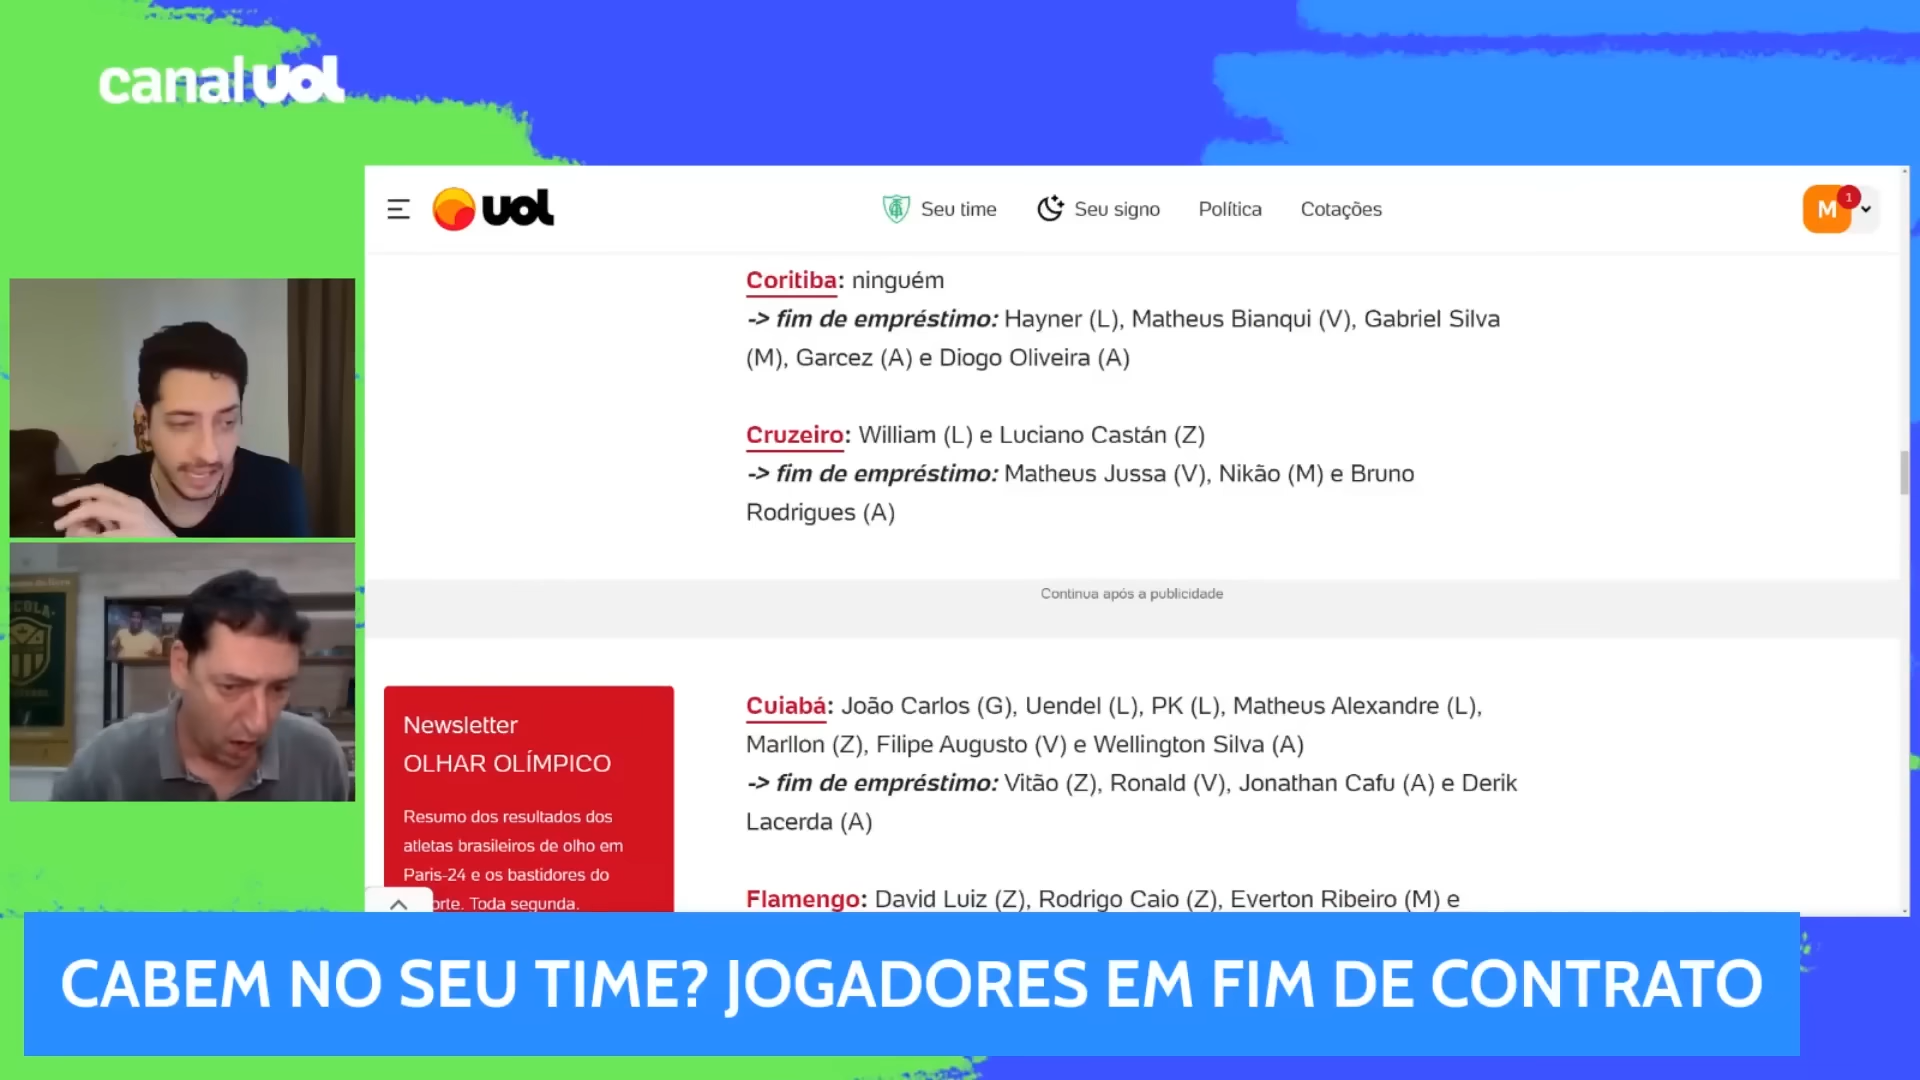 canal uol
uol
Seu time
Seu signo
Política
Cotações
M
1
Coritiba: ninguém
-> fim de empréstimo: Hayner (L), Matheus Bianqui (V), Gabriel Silva
(M), Garcez (A) e Diogo Oliveira (A)
Cruzeiro: William (L) e Luciano Castán (Z)
-> fim de empréstimo: Matheus Jussa (V), Nikão (M) e Bruno
Rodrigues (A)
Continua após a publicidade
Newsletter
OLHAR OLÍMPICO
Resumo dos resultados dos
atletas brasileiros de olho em
Paris-24 e os bastidores do
orte. Toda segunda.
Cuiabá: João Carlos (G), Uendel (L), PK (L), Matheus Alexandre (L),
Marllon (Z), Filipe Augusto (V) e Wellington Silva (A)
-> fim de empréstimo: Vitão (Z), Ronald (V), Jonathan Cafu (A) e Derik
Lacerda (A)
Flamengo: David Luiz (Z), Rodrigo Caio (Z), Everton Ribeiro (M) e
CABEM NO SEU TIME? JOGADORES EM FIM DE CONTRATO